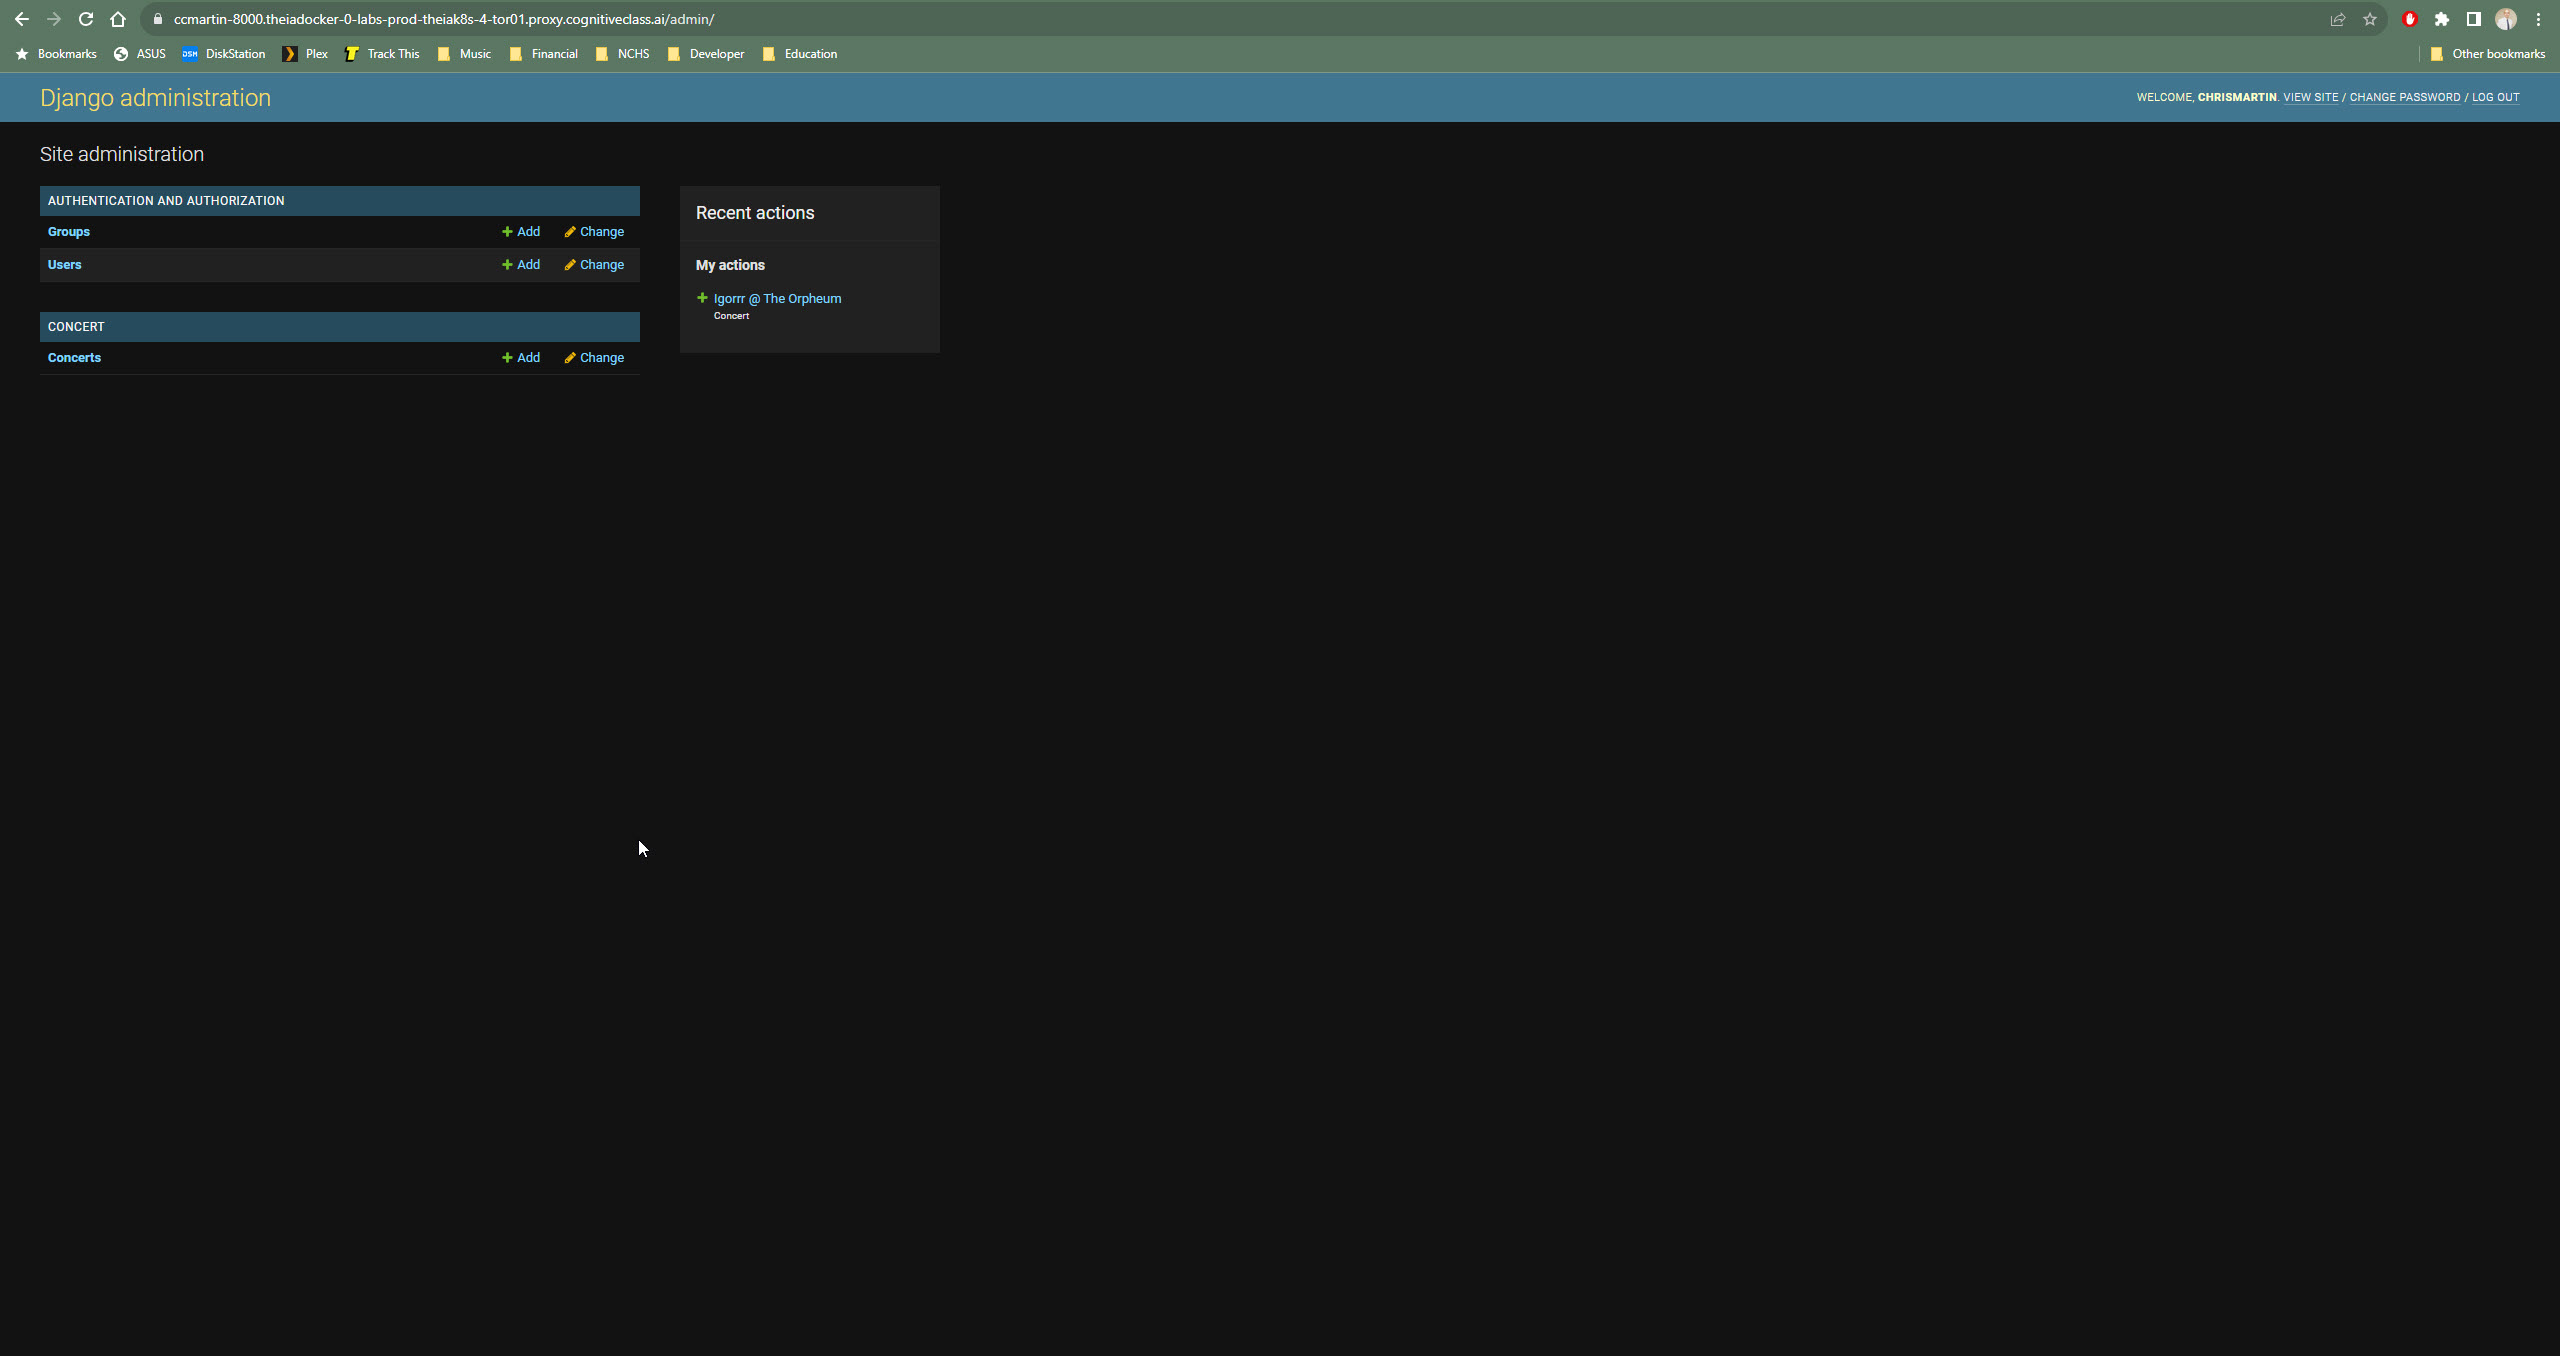 ccmartin-8000.theiadocker-0-labs-prod-theiak8s-4-tor01.proxy.cognitiveclass.ai/admin/
Bookmarks ASUS DSM DiskStation Plex T Track This Music Financial NCHS Developer Education Other bookmarks
Django administration WELCOME, CHRISMARTIN. VIEW SITE / CHANGE PASSWORD / LOG OUT
Site administration
AUTHENTICATION AND AUTHORIZATION
Groups Add Change
Users Add Change
CONCERT
Concerts Add Change
Recent actions
My actions
Igorrr @ The Orpheum
Concert